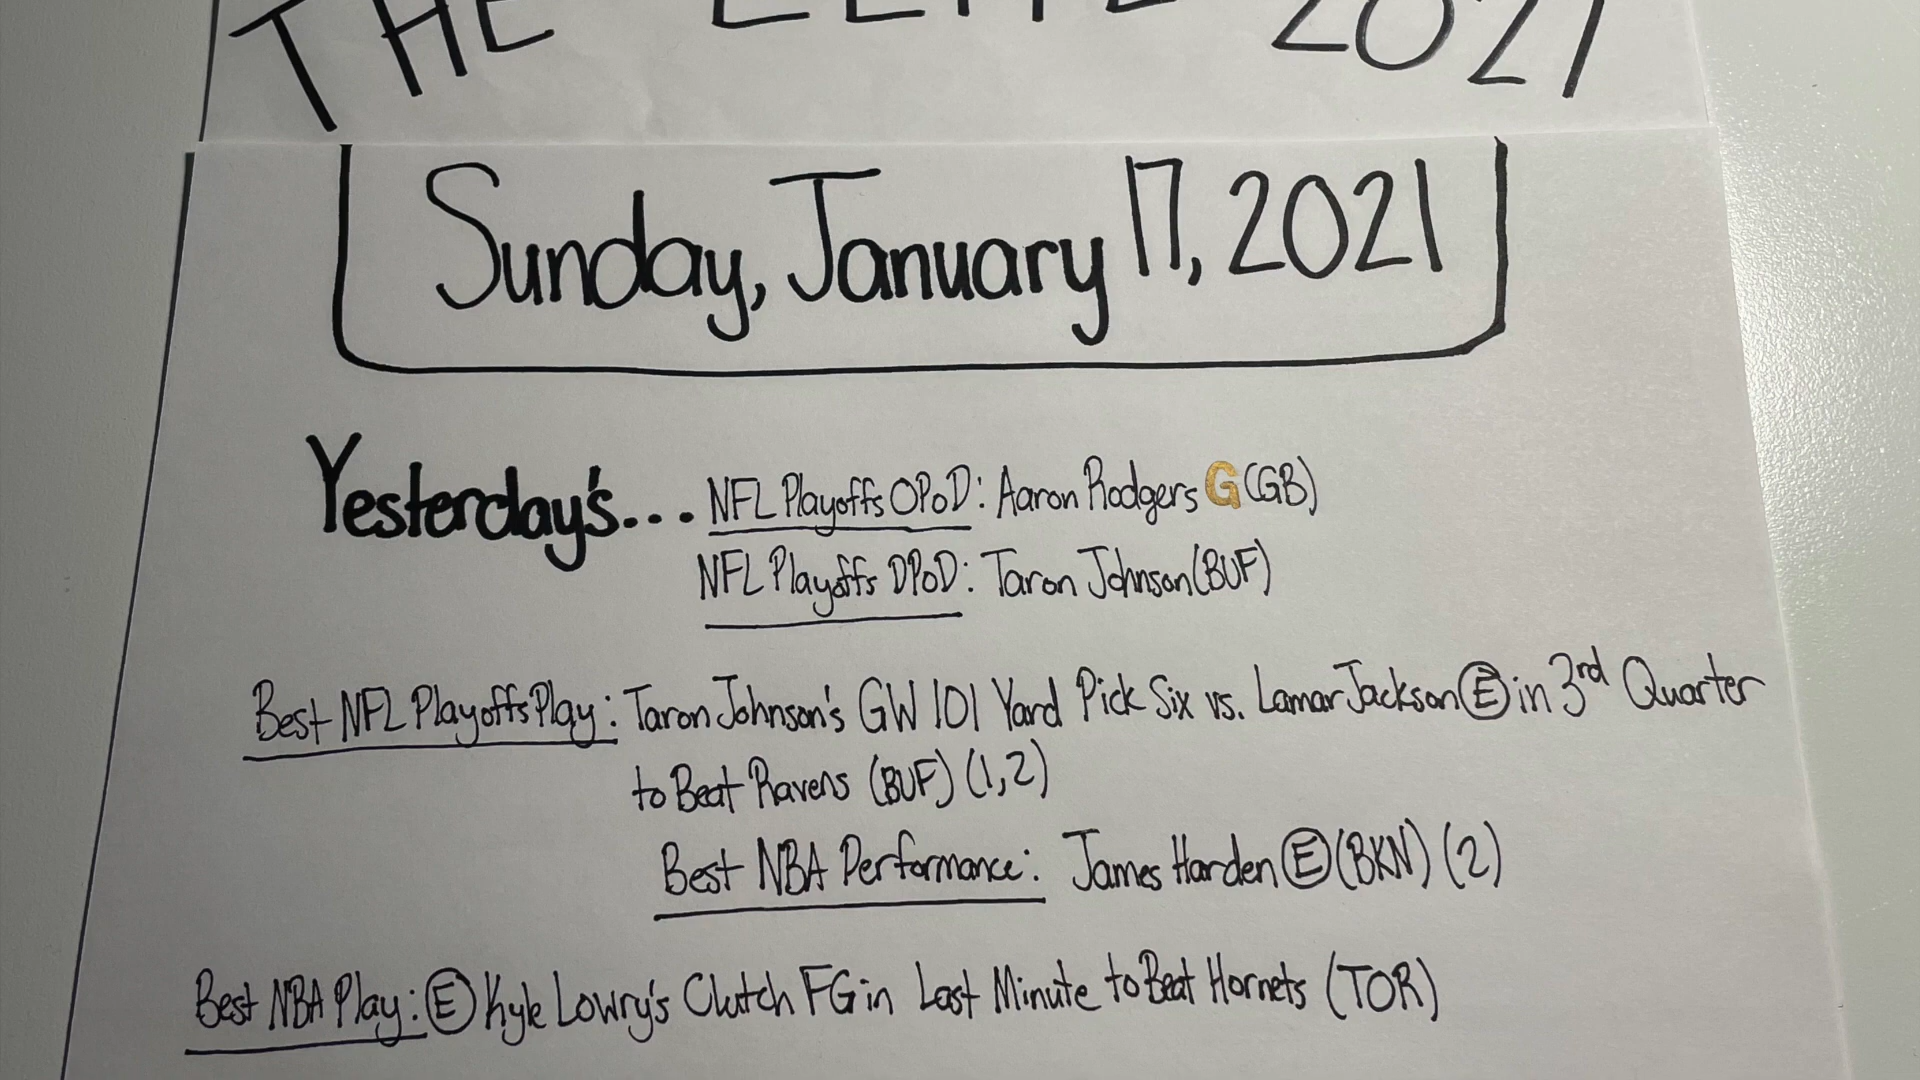 THE ELITE 2021
Sunday, January 17, 2021
Yesterday's... NFL Playoffs OPoD: Aaron Rodgers G (GB)
NFL Playoffs DPoD: Taron Johnson (BUF)
Best NFL Playoffs Play: Taron Johnson's GW 101 Yard Pick Six vs. Lamar Jackson Ⓔ in 3rd Quarter
to Beat Ravens (BUF) (1,2)
Best NBA Performance: James Harden Ⓔ (BKN) (2)
Best NBA Play: Ⓔ Kyle Lowry's Clutch FG in Last Minute to Beat Hornets (TOR)